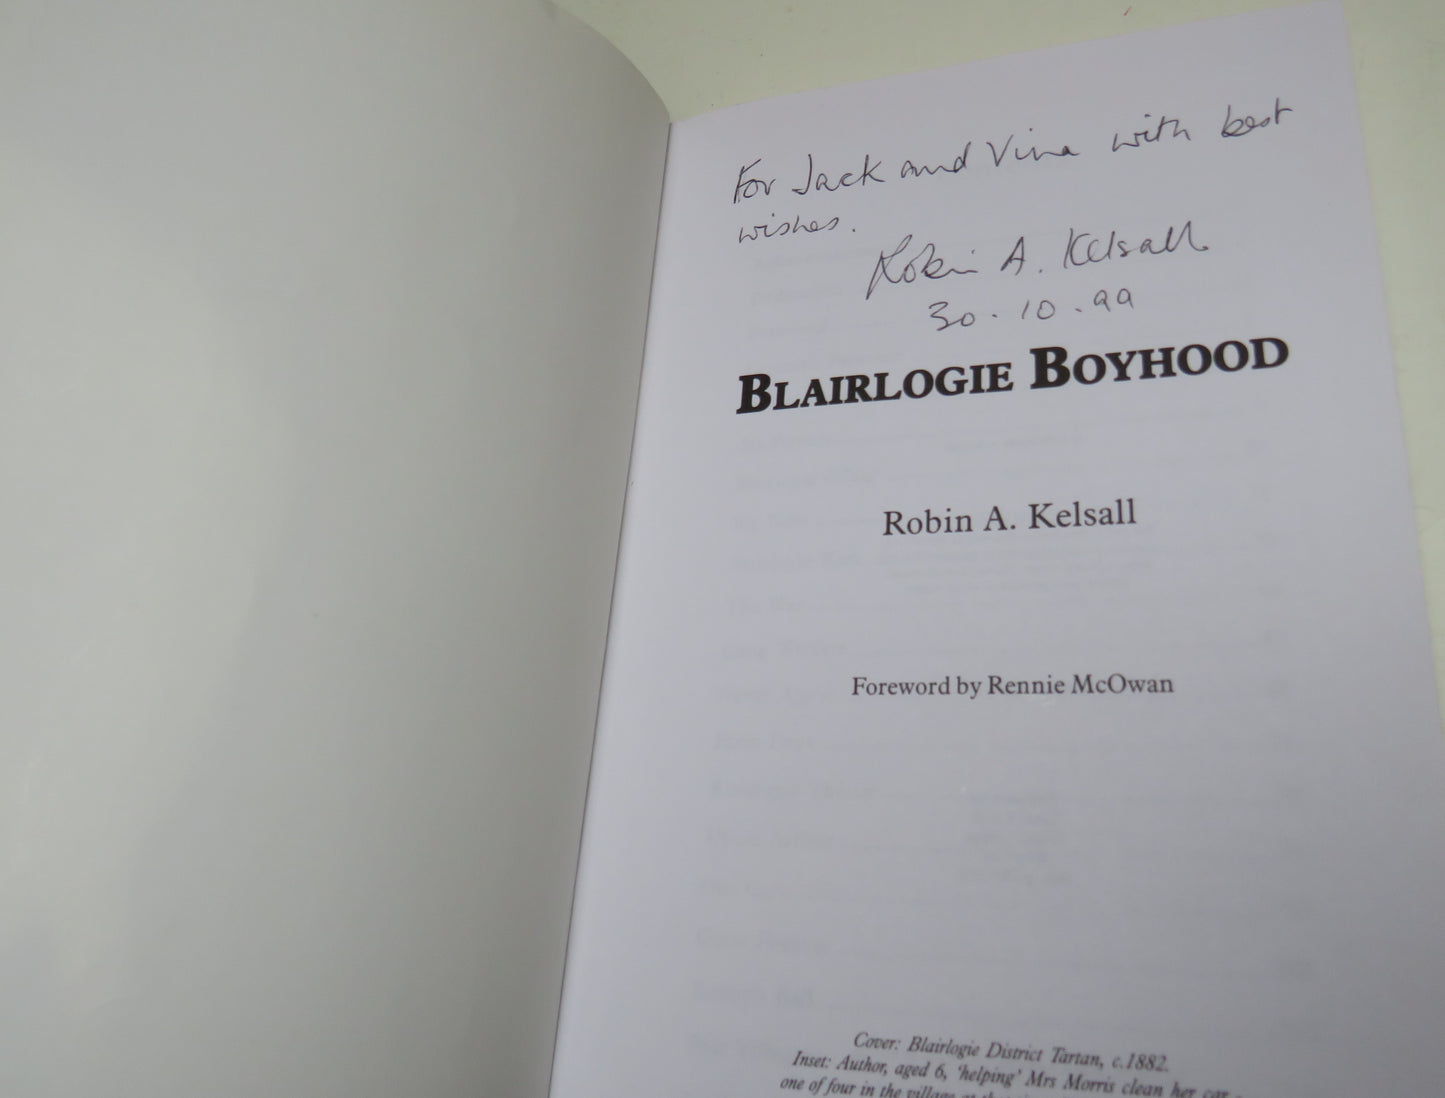 For Jack and Vina with best
wishes.
Robin A. Kelsall
30.10.99
BLAIRLOGIE BOYHOOD
Robin A. Kelsall
Foreword by Rennie McOwan
Cover: Blairlogie District Tartan, c.1882.
Inset: Author, aged 6, 'helping' Mrs Morris clean her car
one of four in the village at